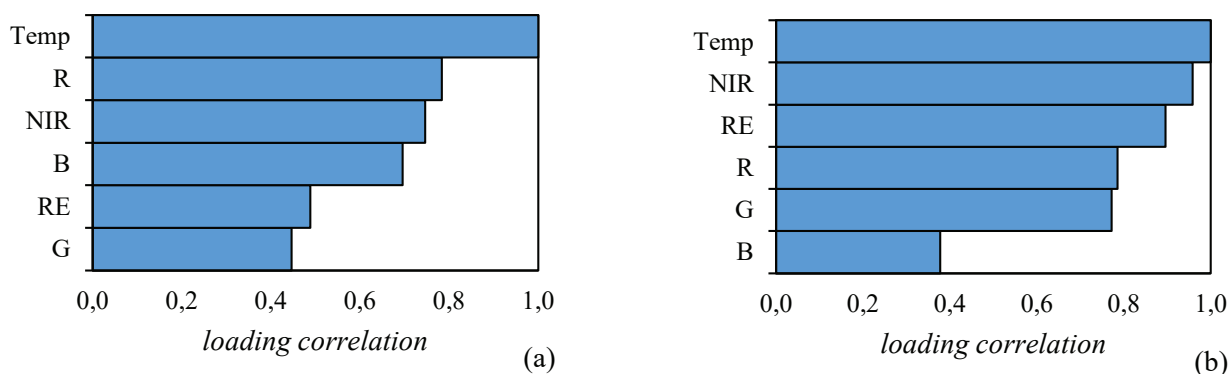 Temp
R
NIR
B
RE
G
0,0 0,2 0,4 0,6 0,8 1,0
loading correlation
(a)
Temp
NIR
RE
R
G
B
0,0 0,2 0,4 0,6 0,8 1,0
loading correlation
(b)